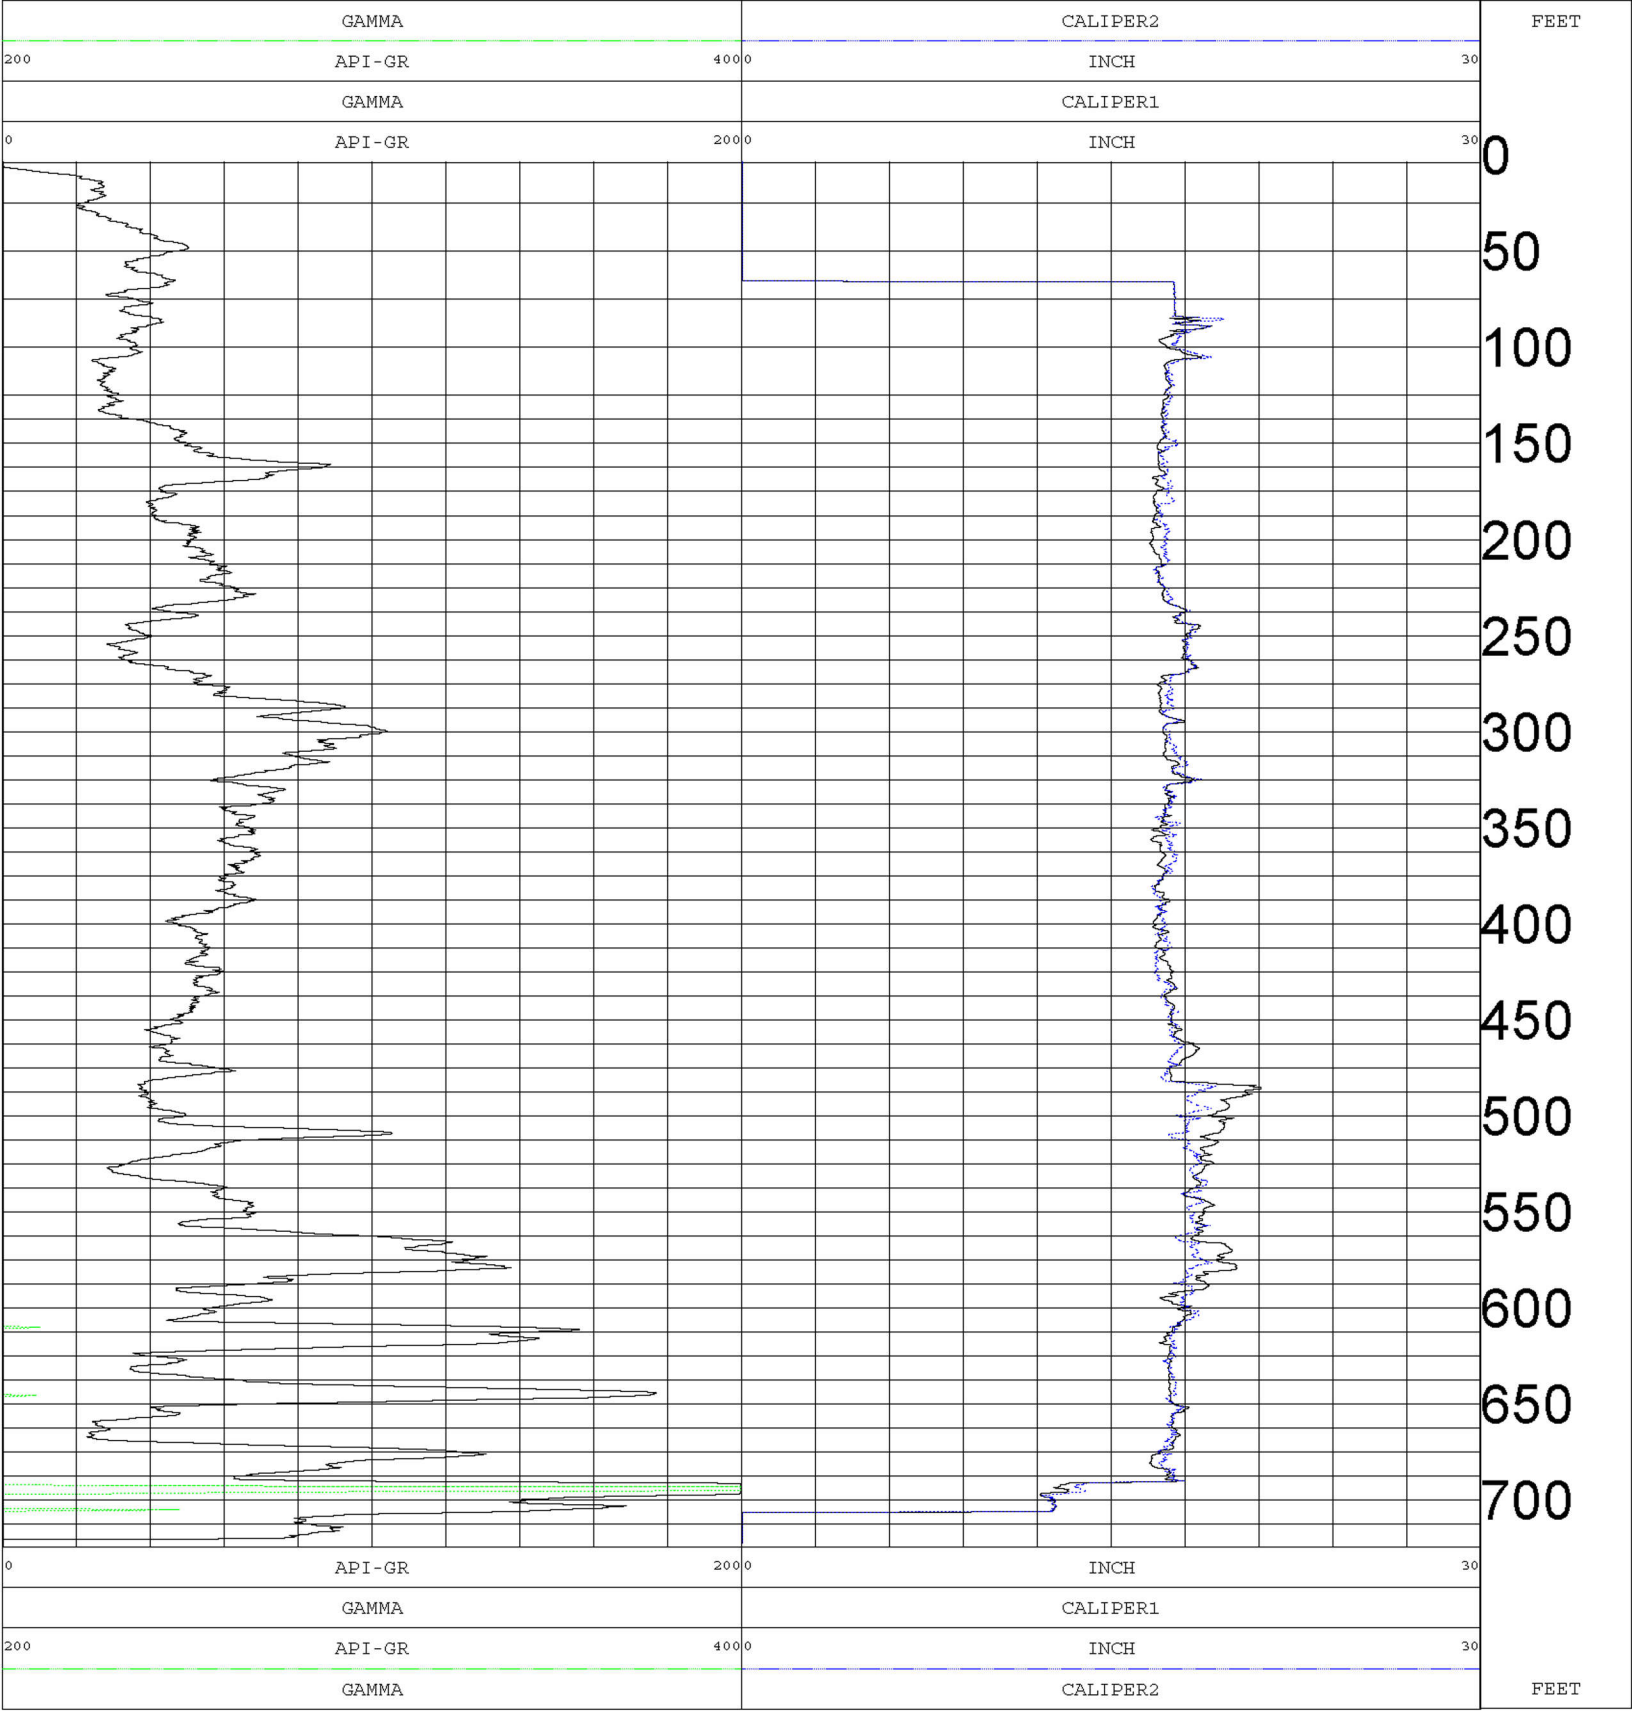 GAMMA CALIPER2 FEET
200 API-GR 400 0 INCH 30
GAMMA CALIPER1
0 API-GR 200 0 INCH 30
0
50
100
150
200
250
300
350
400
450
500
550
600
650
700
0 API-GR 200 0 INCH 30
GAMMA CALIPER1
200 API-GR 400 0 INCH 30
GAMMA CALIPER2 FEET